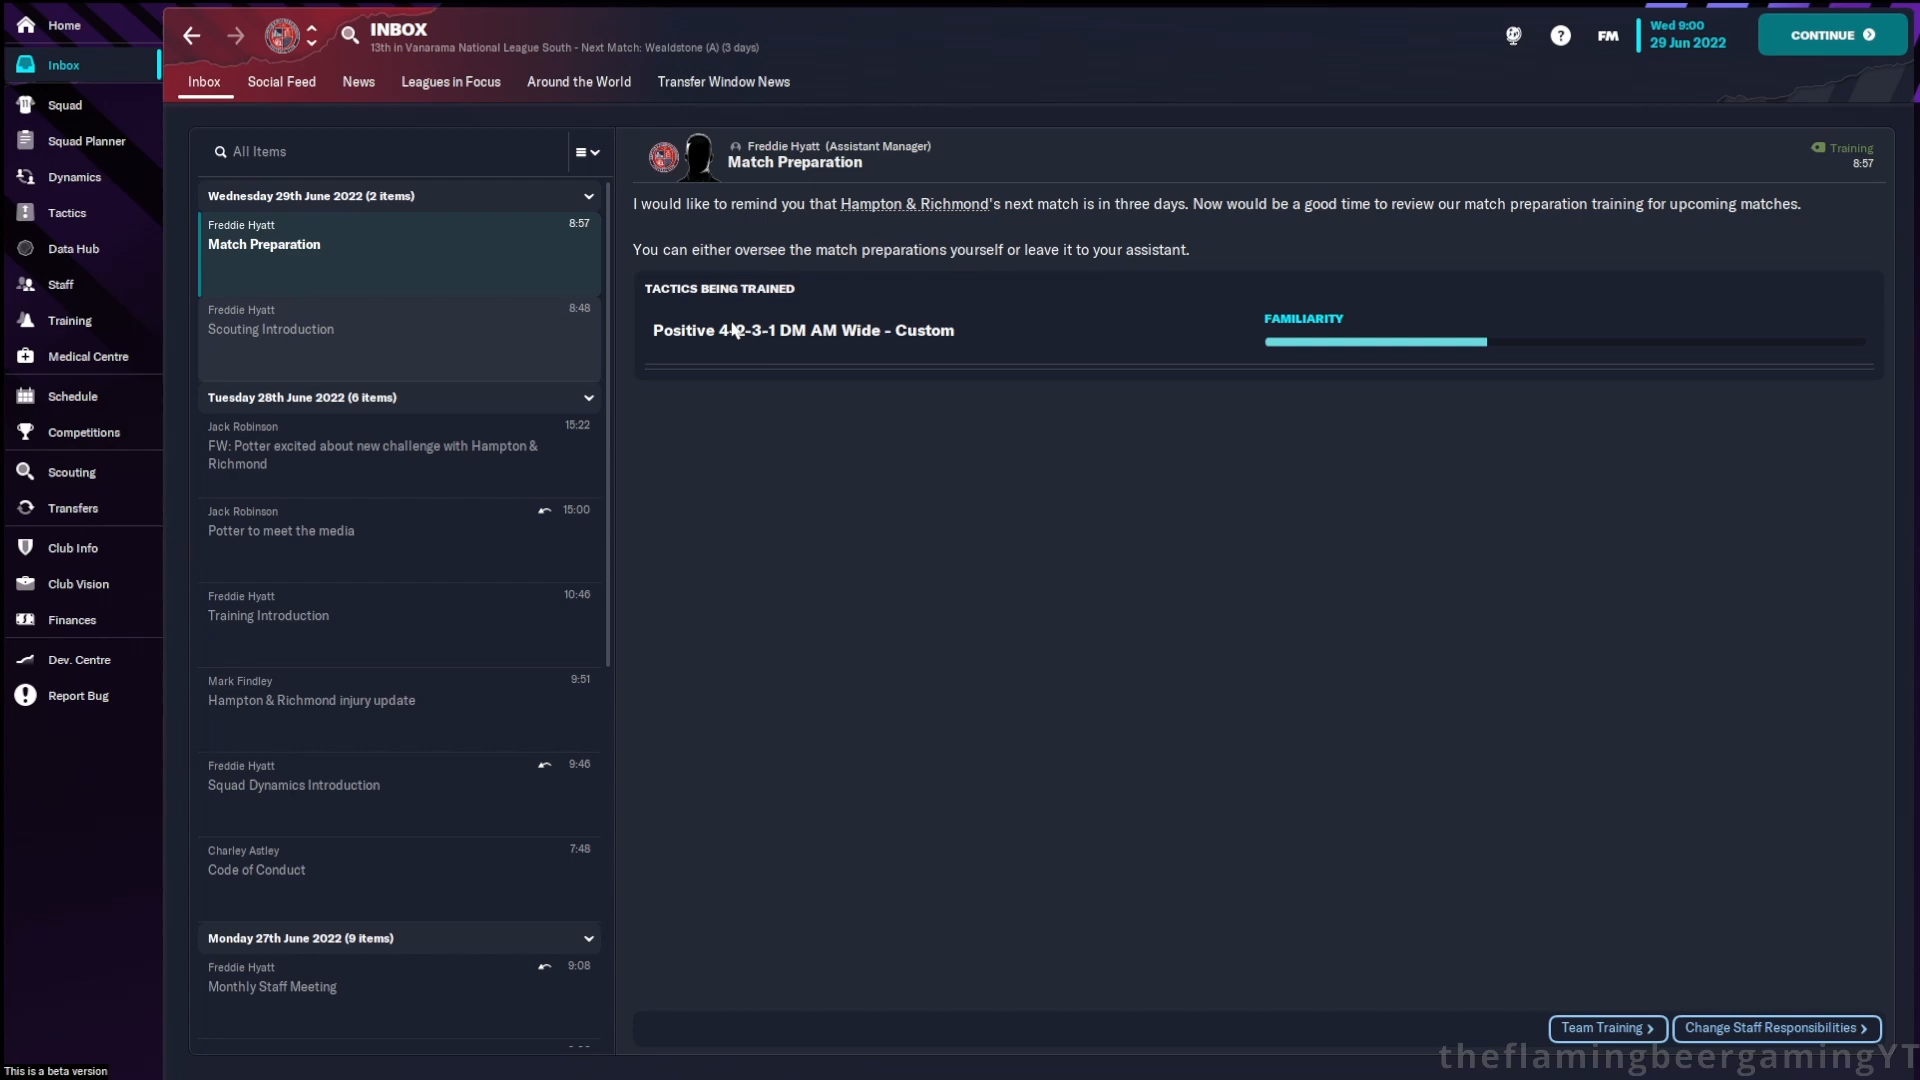 Home
Inbox
Squad
Squad Planner
Dynamics
Tactics
Data Hub
Staff
Training
Medical Centre
Schedule
Competitions
Scouting
Transfers
Club Info
Club Vision
Finances
Dev. Centre
Report Bug
This is a beta version
INBOX
13th in Vanarama National League South - Next Match: Wealdstone (A) (3 days)
FM
Wed 9:00
29 Jun 2022
CONTINUE
Inbox Social Feed News Leagues in Focus Around the World Transfer Window News
All Items
Wednesday 29th June 2022 (2 items)
Freddie Hyatt 8:57
Match Preparation
Freddie Hyatt 8:48
Scouting Introduction
Tuesday 28th June 2022 (6 items)
Jack Robinson 15:22
FW: Potter excited about new challenge with Hampton &
Richmond
Jack Robinson 15:00
Potter to meet the media
Freddie Hyatt 10:46
Training Introduction
Mark Findley 9:51
Hampton & Richmond injury update
Freddie Hyatt 9:46
Squad Dynamics Introduction
Charley Astley 7:48
Code of Conduct
Monday 27th June 2022 (9 items)
Freddie Hyatt 9:08
Monthly Staff Meeting
Freddie Hyatt (Assistant Manager)
Match Preparation
Training
8:57
I would like to remind you that Hampton & Richmond's next match is in three days. Now would be a good time to review our match preparation training for upcoming matches.
You can either oversee the match preparations yourself or leave it to your assistant.
TACTICS BEING TRAINED
Positive 4-2-3-1 DM AM Wide - Custom
FAMILIARITY
Team Training
Change Staff Responsibilities
theflamingbeergamingYT